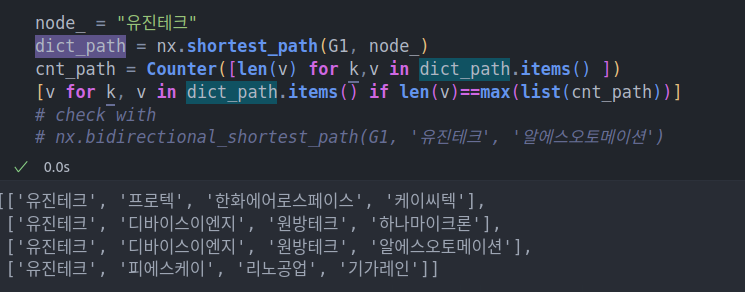 node_ = "유진테크"
dict_path = nx.shortest_path(G1, node_)
cnt_path = Counter([len(v) for k,v in dict_path.items() ])
[v for k, v in dict_path.items() if len(v)==max(list(cnt_path))]
# check with
# nx.bidirectional_shortest_path(G1, '유진테크', '알에스오토메이션')
✓ 0.0s
[['유진테크', '프로텍', '한화에어로스페이스', '케이씨텍'],
['유진테크', '디바이스이엔지', '원방테크', '하나마이크론'],
['유진테크', '디바이스이엔지', '원방테크', '알에스오토메이션'],
['유진테크', '피에스케이', '리노공업', '기가레인']]